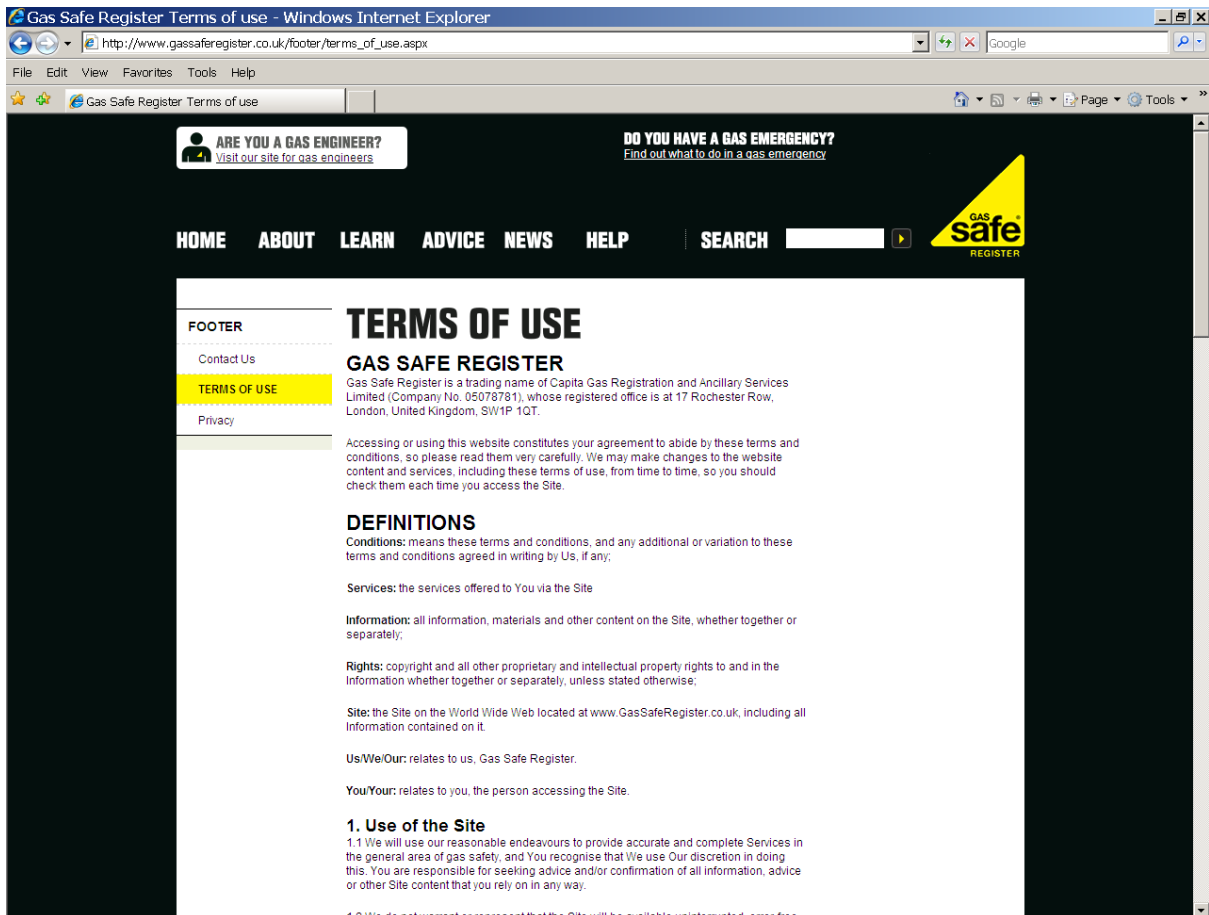 Gas Safe Register Terms of use - Windows Internet Explorer
http://www.gassaferegister.co.uk/footer/terms_of_use.aspx
Google
File Edit View Favorites Tools Help
Gas Safe Register Terms of use
Page Tools
ARE YOU A GAS ENGINEER?
Visit our site for gas engineers
DO YOU HAVE A GAS EMERGENCY?
Find out what to do in a gas emergency
HOME ABOUT LEARN ADVICE NEWS HELP SEARCH
GAS
safe
REGISTER
FOOTER
Contact Us
TERMS OF USE
Privacy
TERMS OF USE
GAS SAFE REGISTER
Gas Safe Register is a trading name of Capita Gas Registration and Ancillary Services
Limited (Company No. 05078781), whose registered office is at 17 Rochester Row,
London, United Kingdom, SW1P 1QT.
Accessing or using this website constitutes your agreement to abide by these terms and
conditions, so please read them very carefully. We may make changes to the website
content and services, including these terms of use, from time to time, so you should
check them each time you access the Site.
DEFINITIONS
Conditions: means these terms and conditions, and any additional or variation to these
terms and conditions agreed in writing by Us, if any;
Services: the services offered to You via the Site
Information: all information, materials and other content on the Site, whether together or
separately;
Rights: copyright and all other proprietary and intellectual property rights to and in the
Information whether together or separately, unless stated otherwise;
Site: the Site on the World Wide Web located at www.GasSafeRegister.co.uk, including all
Information contained on it.
Us/We/Our: relates to us, Gas Safe Register.
You/Your: relates to you, the person accessing the Site.
1. Use of the Site
1.1 We will use our reasonable endeavours to provide accurate and complete Services in
the general area of gas safety, and You recognise that We use Our discretion in doing
this. You are responsible for seeking advice and/or confirmation of all information, advice
or other Site content that you rely on in any way.